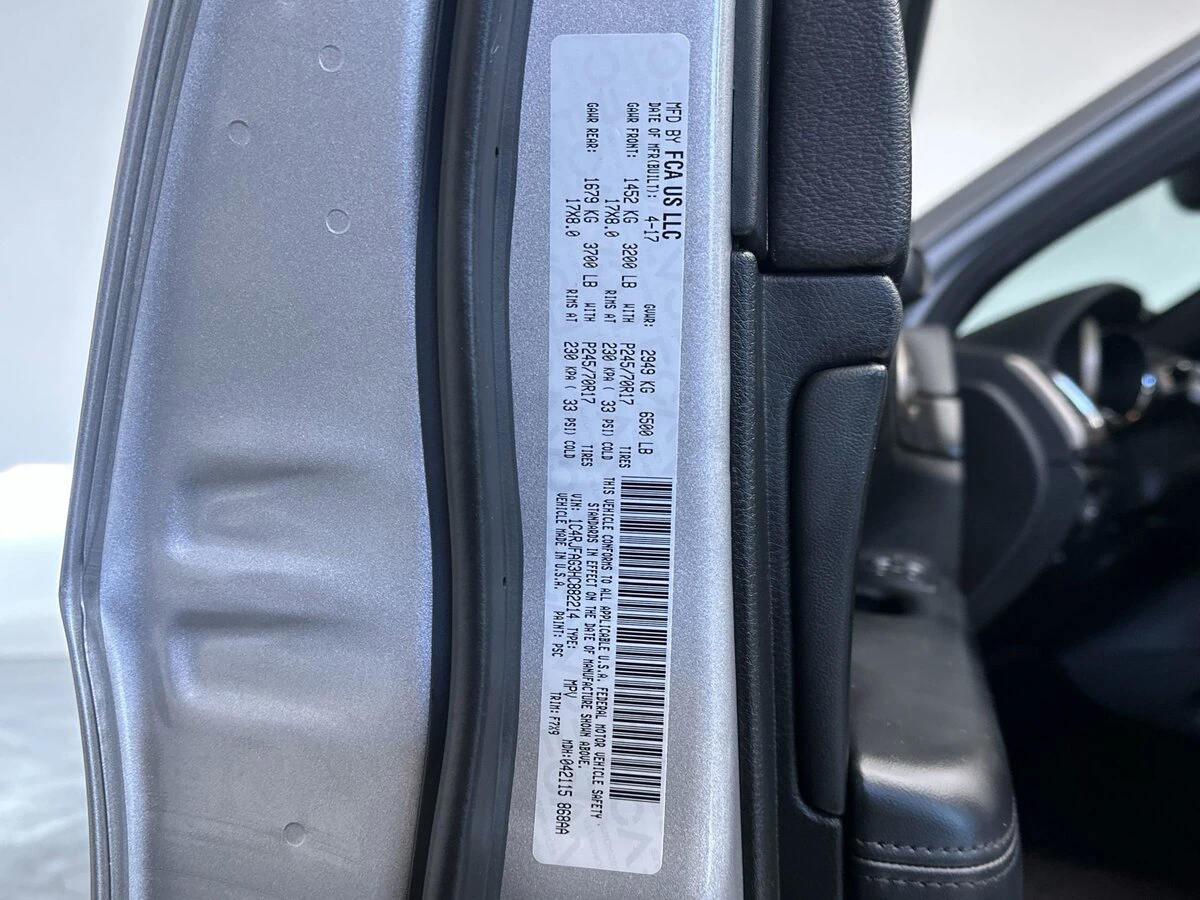 MFD BY FCA US LLC
DATE OF MFR(BUILT): 4-17 GVWR: 2949 KG 6500 LB
GAWR FRONT: 1452 KG 3200 LB WITH P245/70R17 TIRES
17X8.0 RIMS AT 230 KPA ( 33 PSI) COLD
GAWR REAR: 1679 KG 3700 LB WITH P245/70R17 TIRES
17X8.0 RIMS AT 230 KPA ( 33 PSI) COLD
THIS VEHICLE CONFORMS TO ALL APPLICABLE U.S.A. FEDERAL MOTOR VEHICLE SAFETY
STANDARDS IN EFFECT ON THE DATE OF MANUFACTURE SHOWN ABOVE.
VIN: 1C4RJFAG3HC882214 TYPE: MPV MDH:042115 868AA
VEHICLE MADE IN U.S.A. PAINT: PSC TRIM: F7X9